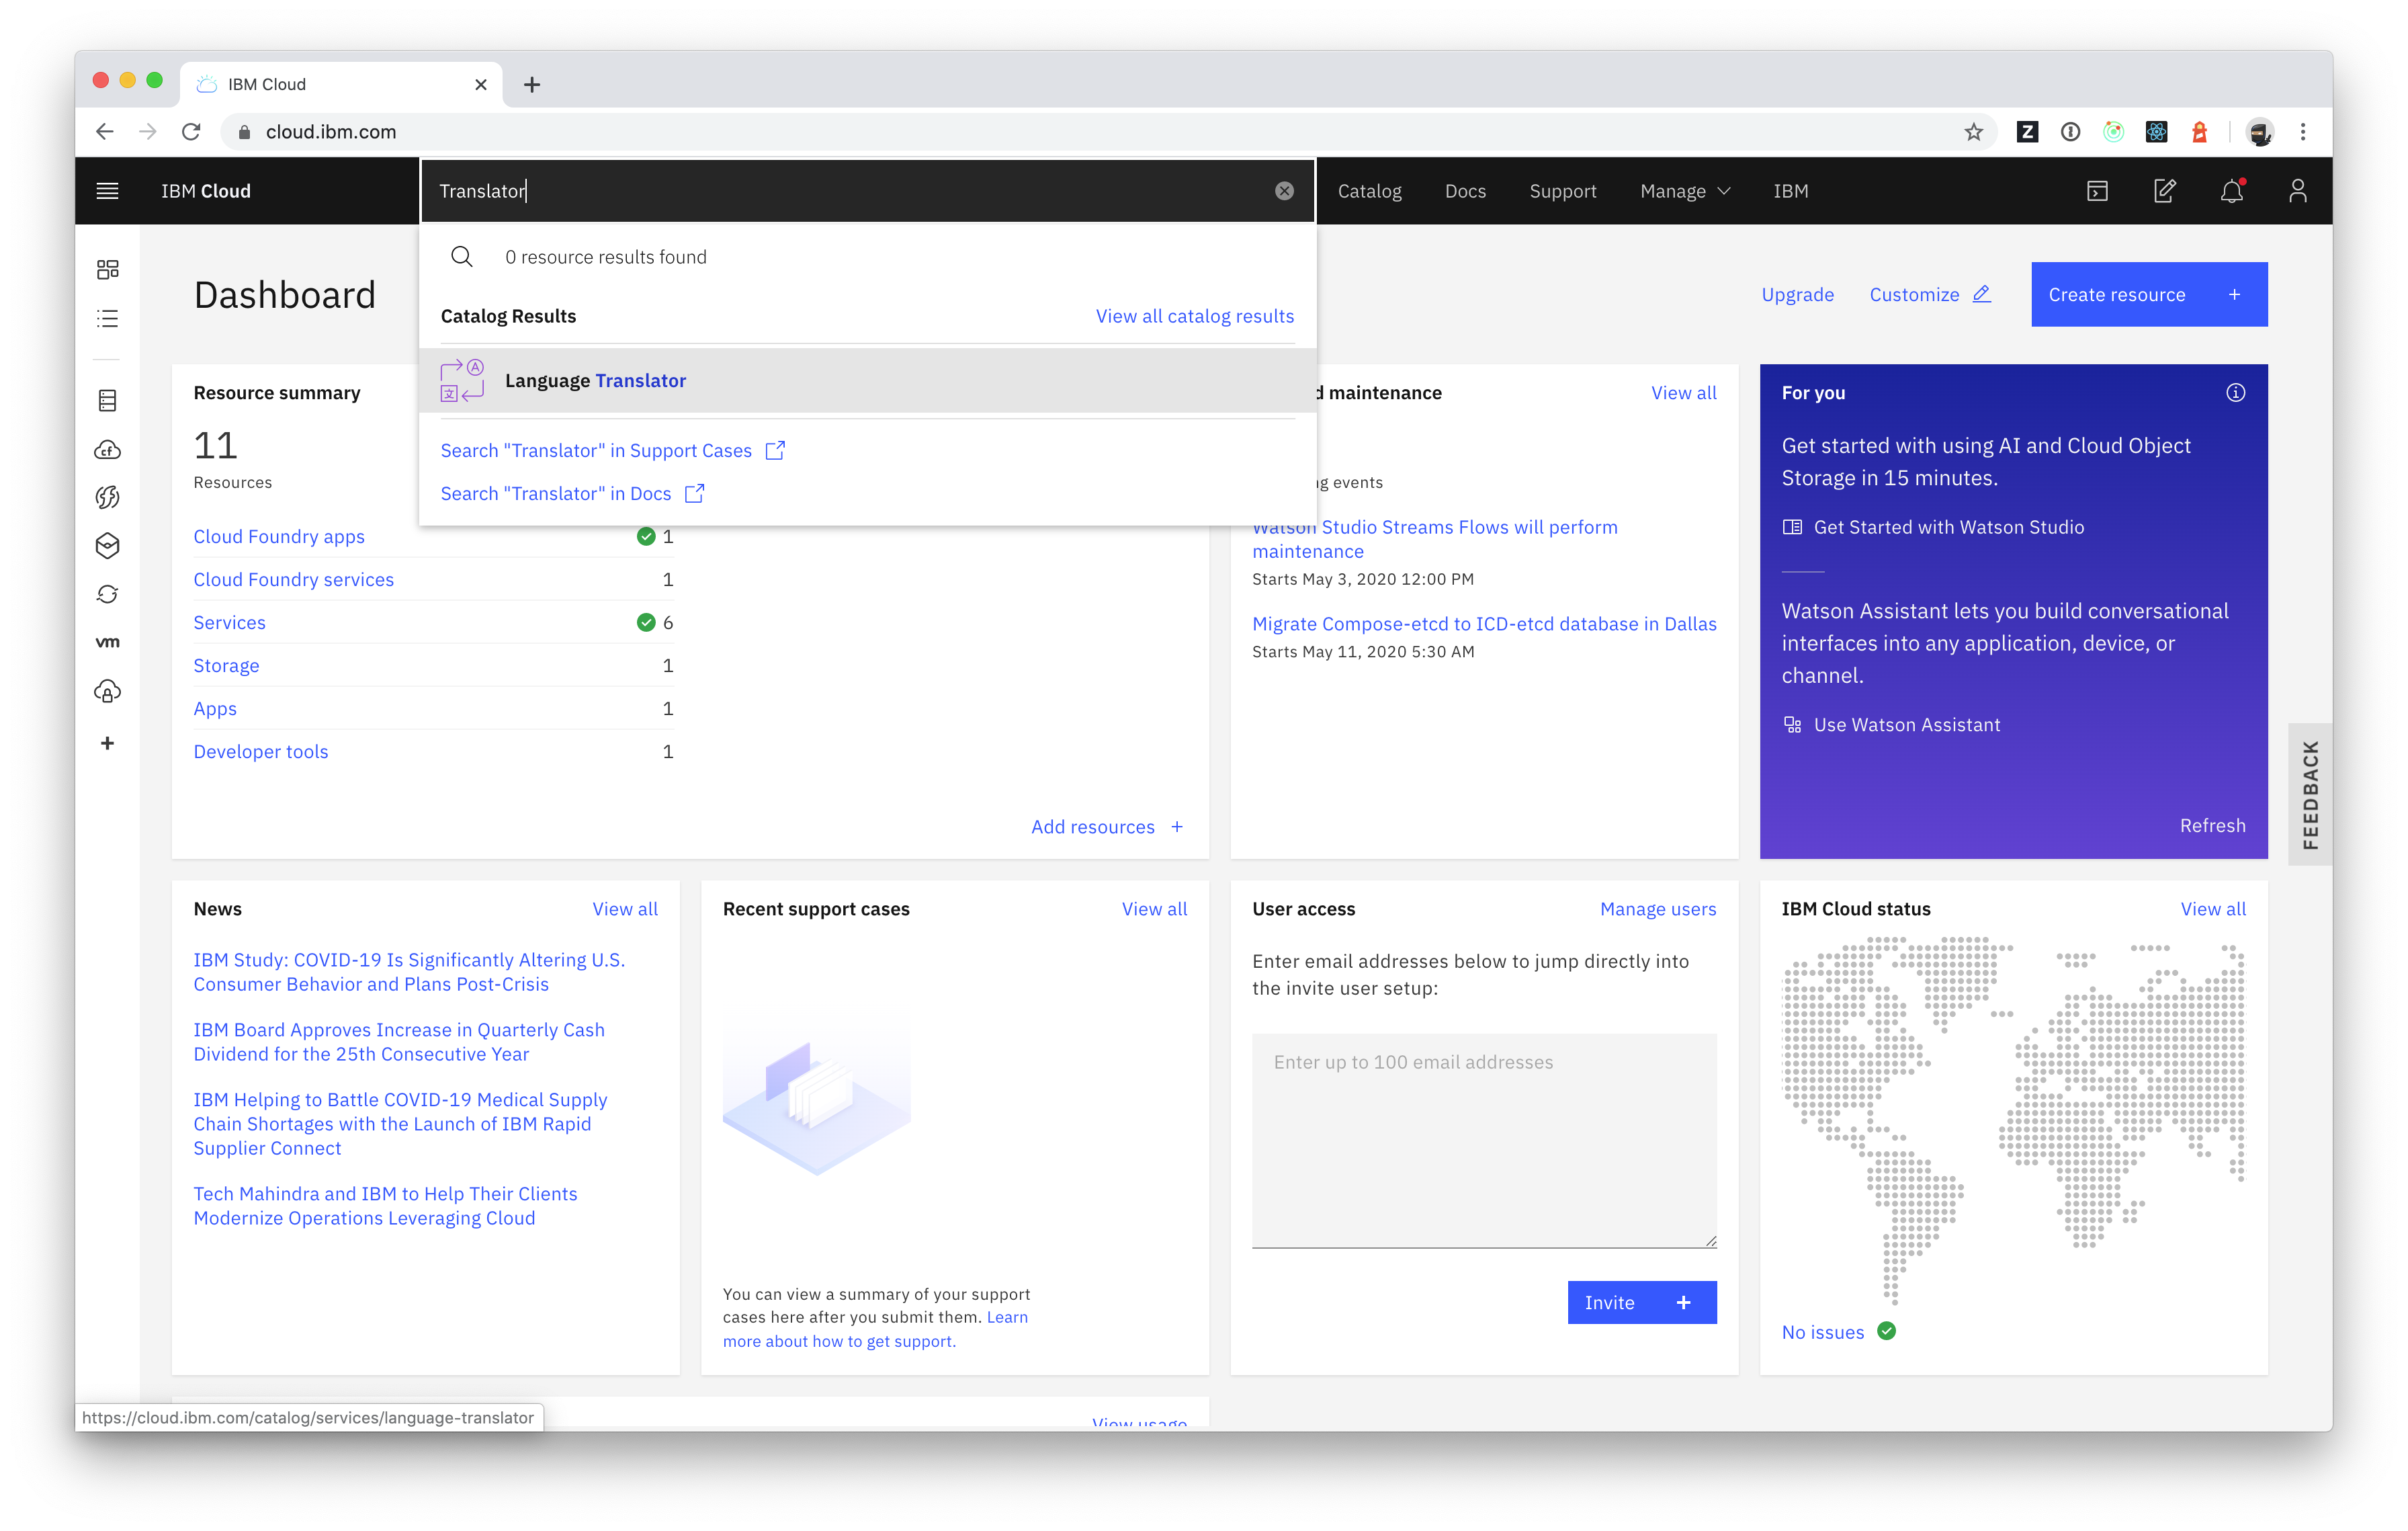 IBM Cloud
cloud.ibm.com
IBM Cloud
Translator
Catalog
Docs
Support
Manage
IBM
0 resource results found
Catalog Results
View all catalog results
Language Translator
Search "Translator" in Support Cases
Search "Translator" in Docs
Dashboard
Upgrade
Customize
Create resource +
Resource summary
11
Resources
Cloud Foundry apps 1
Cloud Foundry services 1
Services 6
Storage 1
Apps 1
Developer tools 1
Add resources +
d maintenance
View all
g events
Watson Studio Streams Flows will perform
maintenance
Starts May 3, 2020 12:00 PM
Migrate Compose-etcd to ICD-etcd database in Dallas
Starts May 11, 2020 5:30 AM
For you
Get started with using AI and Cloud Object
Storage in 15 minutes.
Get Started with Watson Studio
Watson Assistant lets you build conversational
interfaces into any application, device, or
channel.
Use Watson Assistant
Refresh
FEEDBACK
cf
vm
News
View all
IBM Study: COVID-19 Is Significantly Altering U.S.
Consumer Behavior and Plans Post-Crisis
IBM Board Approves Increase in Quarterly Cash
Dividend for the 25th Consecutive Year
IBM Helping to Battle COVID-19 Medical Supply
Chain Shortages with the Launch of IBM Rapid
Supplier Connect
Tech Mahindra and IBM to Help Their Clients
Modernize Operations Leveraging Cloud
Recent support cases
View all
You can view a summary of your support
cases here after you submit them. Learn
more about how to get support.
User access
Manage users
Enter email addresses below to jump directly into
the invite user setup:
Enter up to 100 email addresses
Invite +
IBM Cloud status
View all
No issues
View usage
https://cloud.ibm.com/catalog/services/language-translator